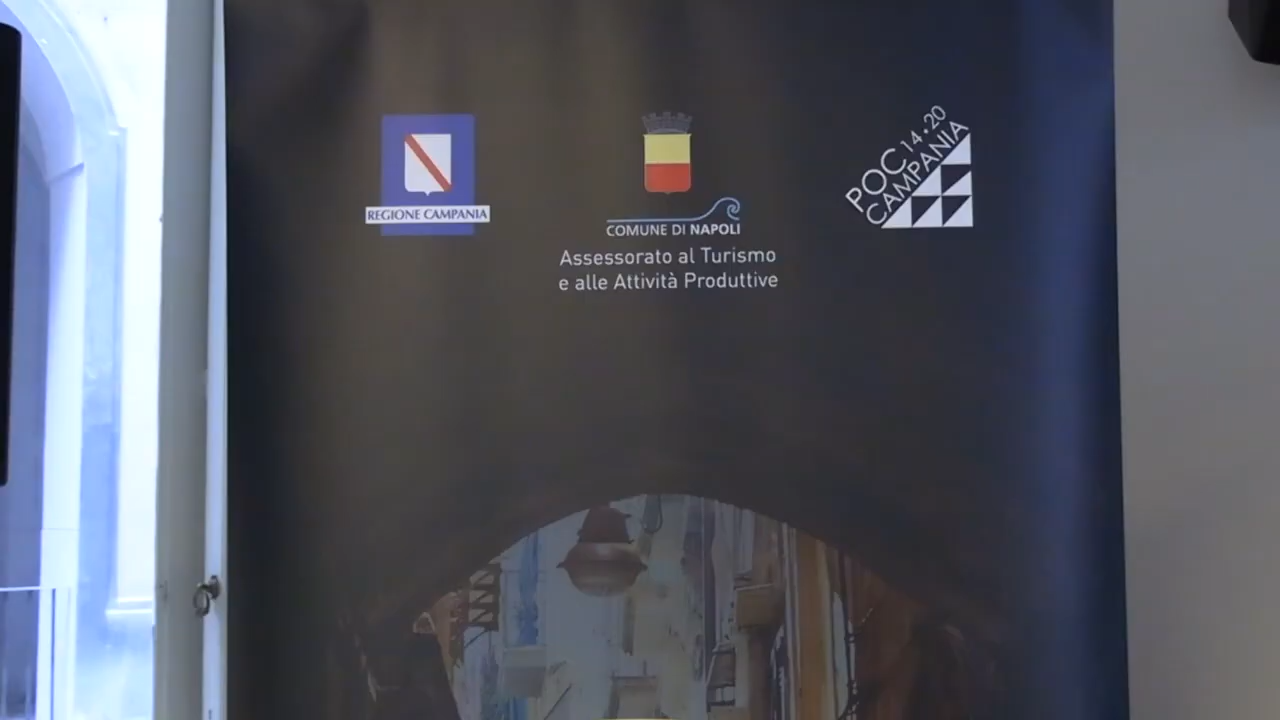 REGIONE CAMPANIA
COMUNE DI NAPOLI
Assessorato al Turismo
e alle Attività Produttive
POC 14.20
CAMPANIA